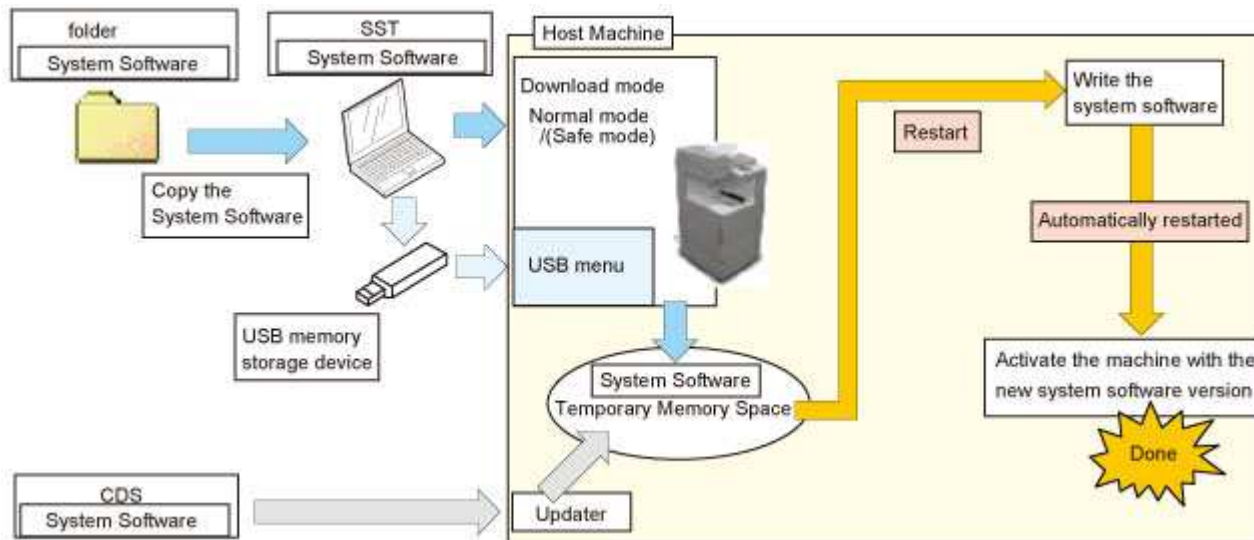 folder
System Software
SST
System Software
Copy the
System Software
USB memory
storage device
CDS
System Software
Host Machine
Download mode
Normal mode
/(Safe mode)
USB menu
System Software
Temporary Memory Space
Updater
Restart
Write the
system software
Automatically restarted
Activate the machine with the
new system software version
Done